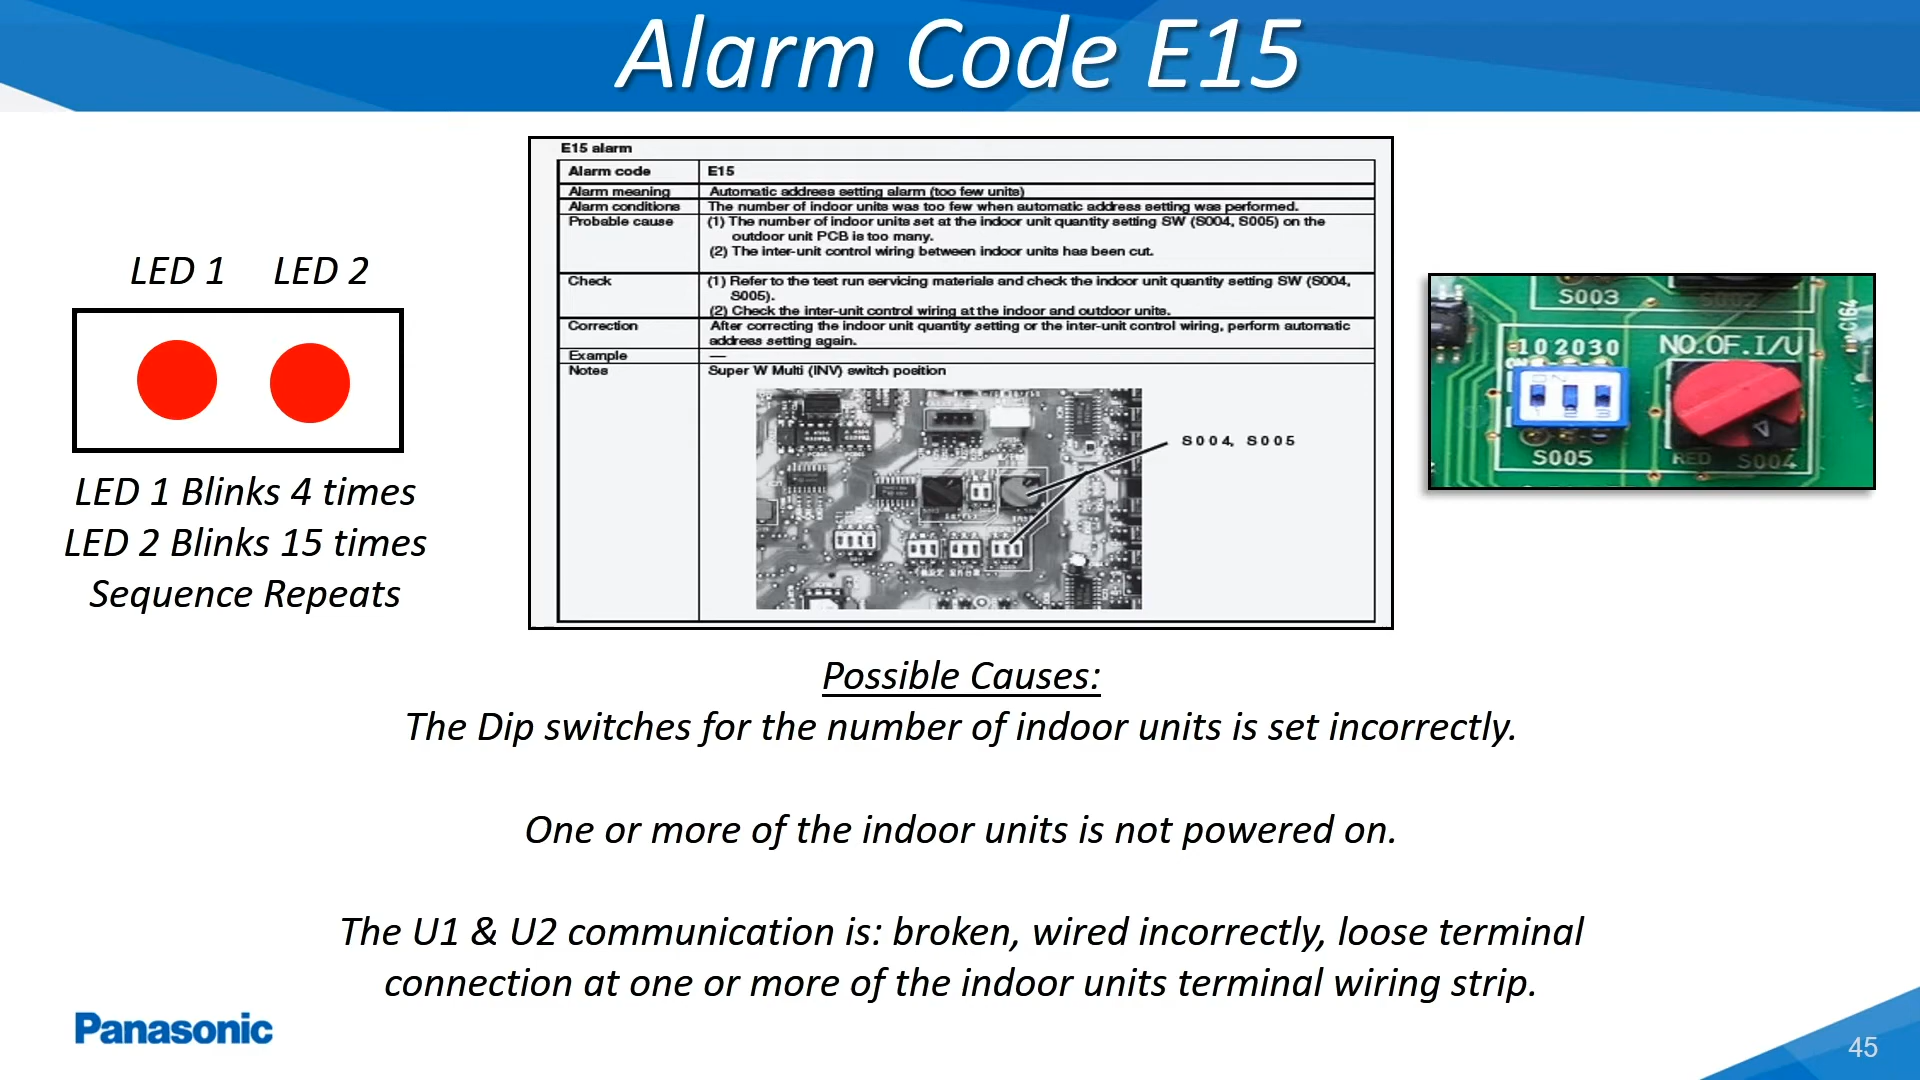 Alarm Code E15
LED 1 LED 2
LED 1 Blinks 4 times
LED 2 Blinks 15 times
Sequence Repeats
E15 alarm
Alarm code E15
Alarm meaning Automatic address setting alarm (too few units)
Alarm conditions The number of indoor units was too few when automatic address setting was performed.
Probable cause (1) The number of indoor units set at the indoor unit quantity setting SW (S004, S005) on the
outdoor unit PCB is too many.
(2) The inter-unit control wiring between indoor units has been cut.
Check (1) Refer to the test run servicing materials and check the indoor unit quantity setting SW (S004,
S005).
(2) Check the inter-unit control wiring at the indoor and outdoor units.
Correction After correcting the indoor unit quantity setting or the inter-unit control wiring, perform automatic
address setting again.
Example —
Notes Super W Multi (INV) switch position
S004, S005
S003 S002
C164
102030 NO.OF.I/U
ON
1 2 3
S005 RED S004
Possible Causes:
The Dip switches for the number of indoor units is set incorrectly.
One or more of the indoor units is not powered on.
The U1 & U2 communication is: broken, wired incorrectly, loose terminal
connection at one or more of the indoor units terminal wiring strip.
Panasonic
45